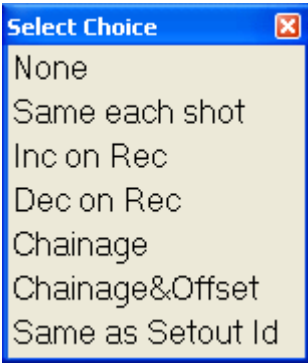 Select Choice
None
Same each shot
Inc on Rec
Dec on Rec
Chainage
Chainage&Offset
Same as Setout Id